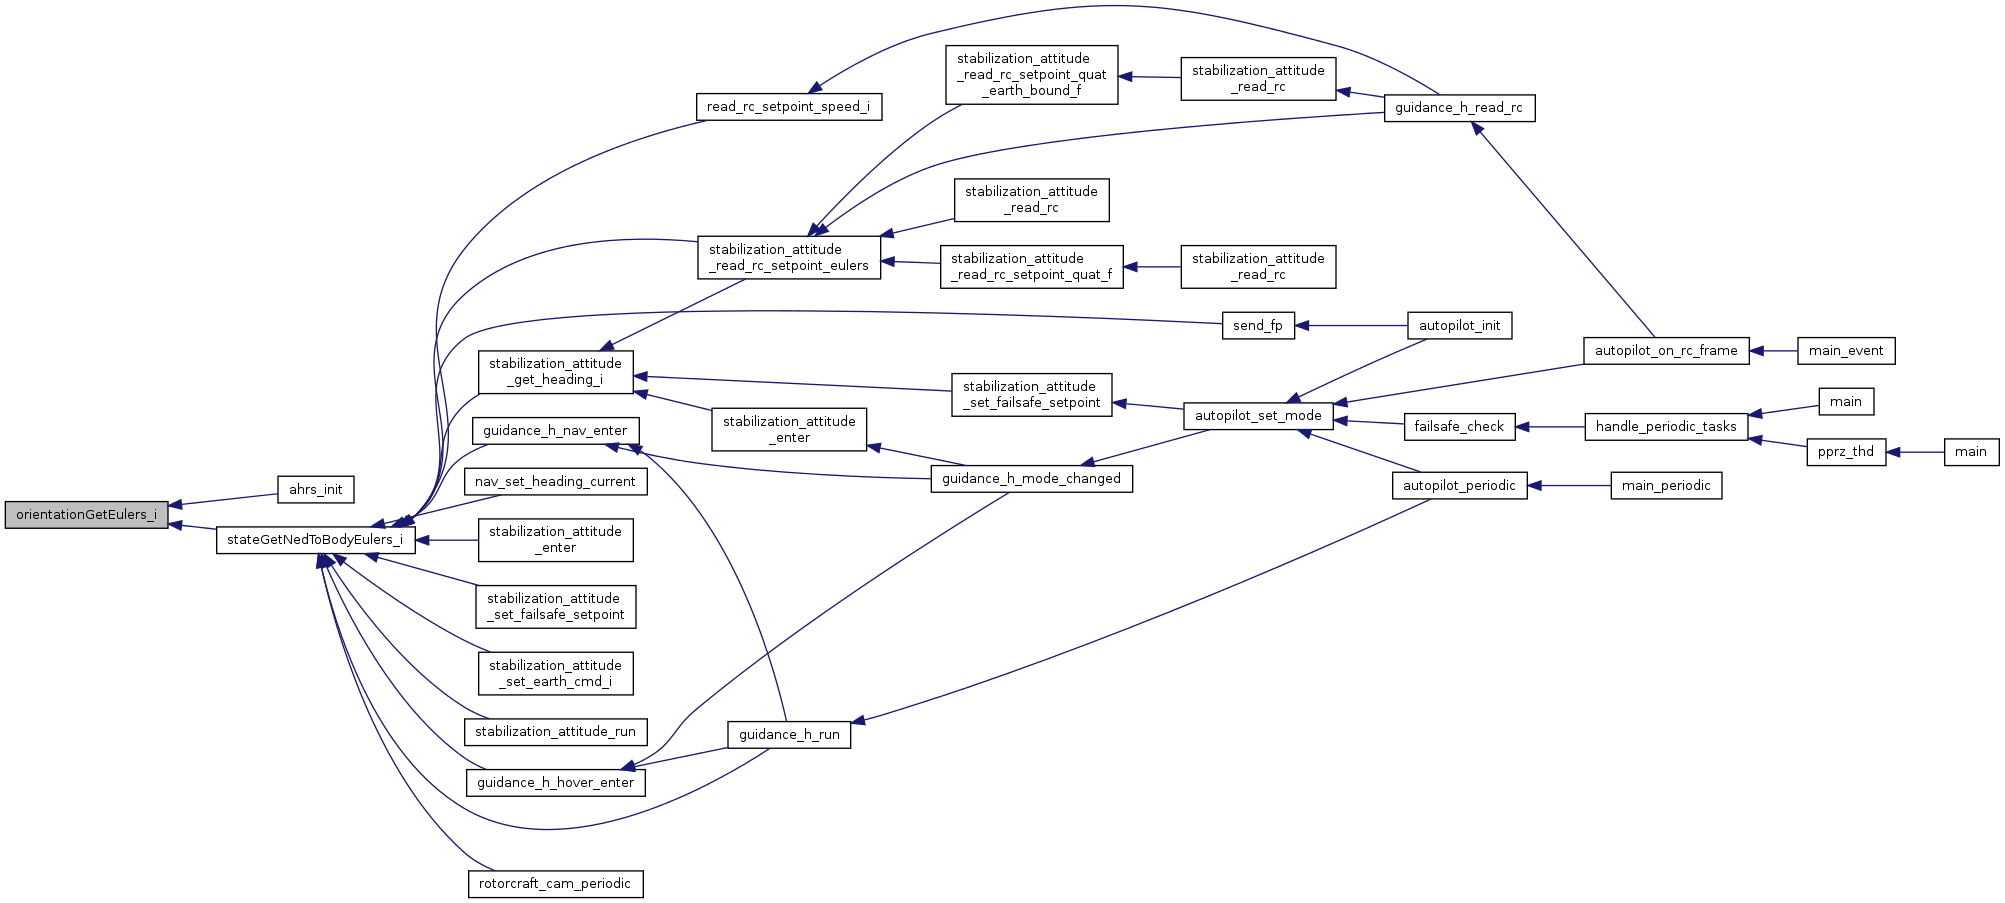 orientationGetEulers_i
ahrs_init
stateGetNedToBodyEulers_i
read_rc_setpoint_speed_i
stabilization_attitude
_read_rc_setpoint_eulers
stabilization_attitude
_get_heading_i
guidance_h_nav_enter
nav_set_heading_current
stabilization_attitude
_enter
stabilization_attitude
_set_failsafe_setpoint
stabilization_attitude
_set_earth_cmd_i
stabilization_attitude_run
guidance_h_hover_enter
rotorcraft_cam_periodic
guidance_h_run
stabilization_attitude
_read_rc_setpoint_quat
_earth_bound_f
stabilization_attitude
_read_rc
stabilization_attitude
_read_rc_setpoint_quat_f
stabilization_attitude
_set_failsafe_setpoint
stabilization_attitude
_enter
guidance_h_mode_changed
stabilization_attitude
_read_rc
stabilization_attitude
_read_rc
send_fp
autopilot_set_mode
guidance_h_read_rc
autopilot_init
failsafe_check
autopilot_periodic
autopilot_on_rc_frame
handle_periodic_tasks
main_periodic
main_event
main
pprz_thd
main